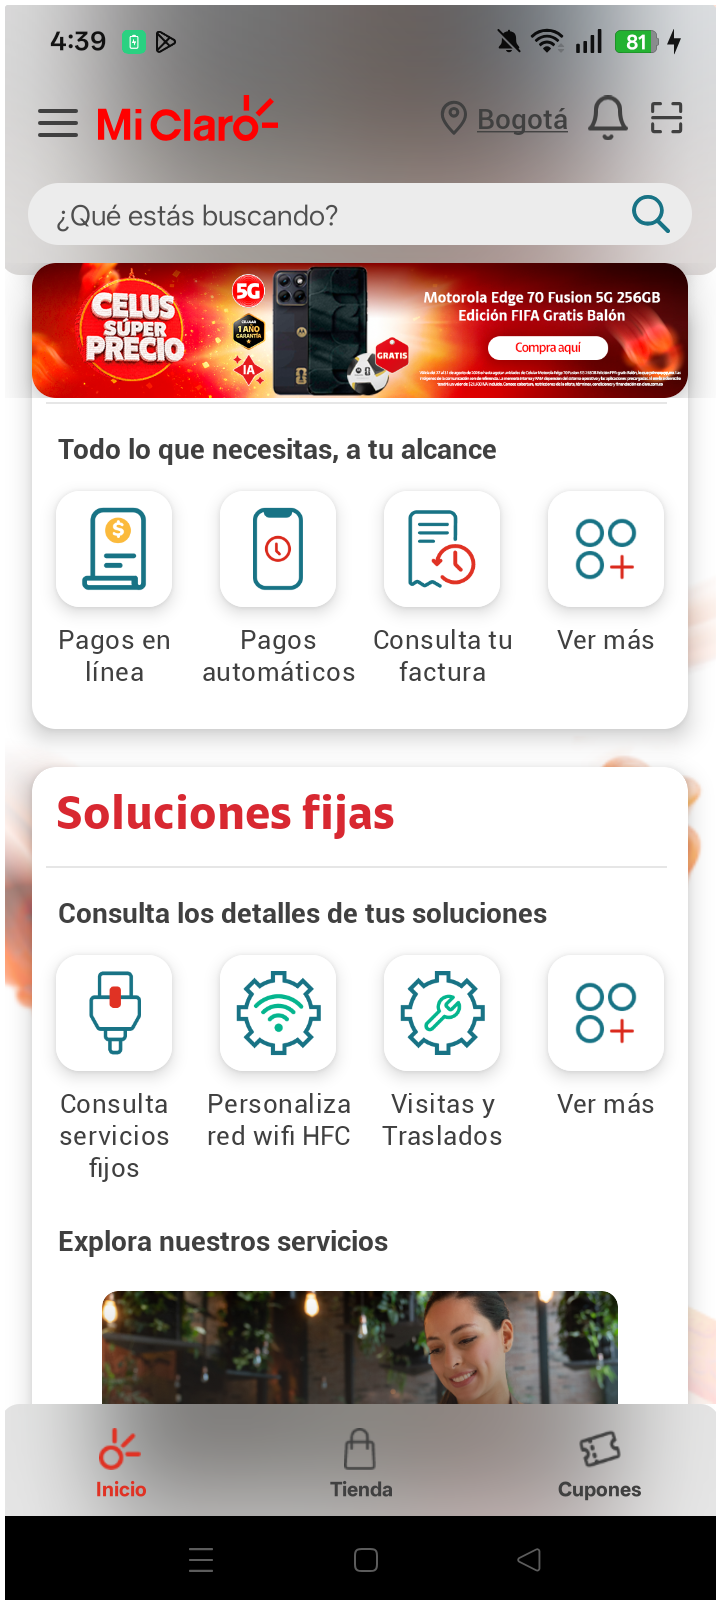 4:39
81
Mi Claro
Bogotá
¿Qué estás buscando?
CELUS
SÚPER
PRECIO
5G
1 AÑO
GARANTÍA
IA
GRATIS
Motorola Edge 70 Fusion 5G 256GB
Edición FIFA Gratis Balón
Compra aquí
Todo lo que necesitas, a tu alcance
Pagos en
línea
Pagos
automáticos
Consulta tu
factura
Ver más
Soluciones fijas
Consulta los detalles de tus soluciones
Consulta
servicios
fijos
Personaliza
red wifi HFC
Visitas y
Traslados
Ver más
Explora nuestros servicios
Inicio
Tienda
Cupones